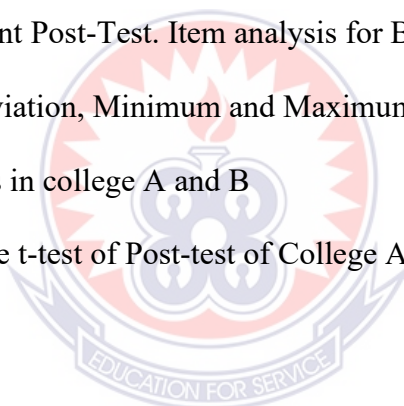 nt Post-Test. Item analysis for B
viation, Minimum and Maximum
s in college A and B
e t-test of Post-test of College A
EDUCATION FOR SERVICE